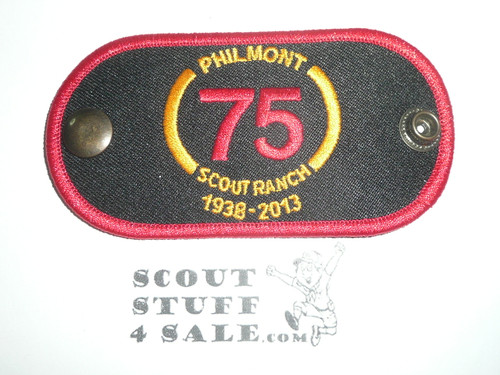 PHILMONT
75
SCOUT RANCH
1938-2013
SCOUT
STUFF
4 SALE.COM